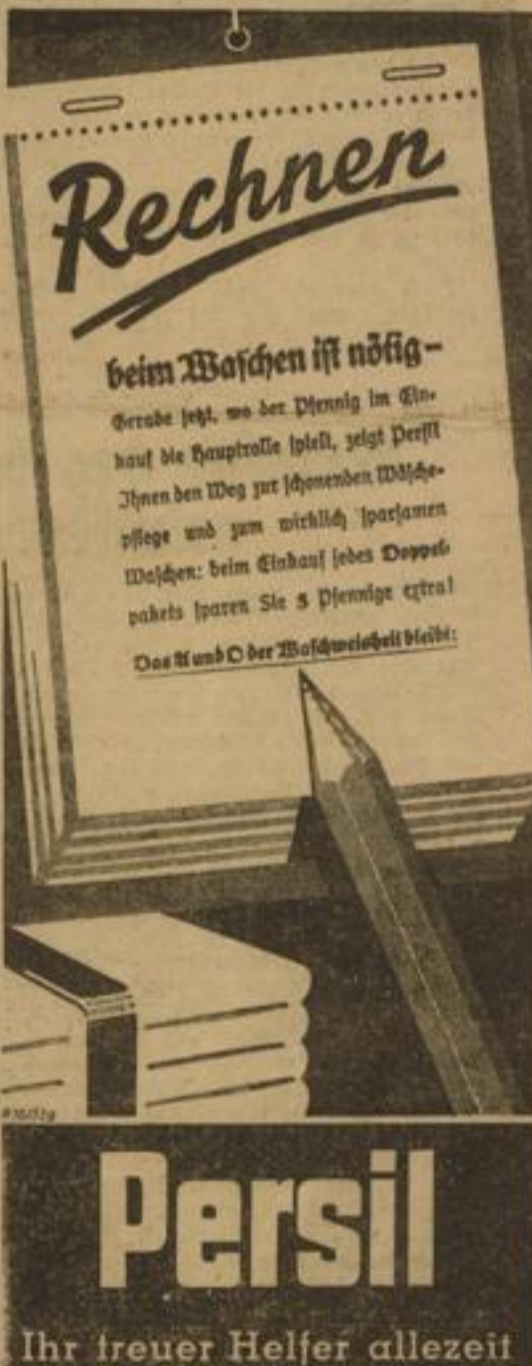 Rechnen
beim Waschen ist nötig –
Gerade jetzt, wo der Pfennig im Ein-
kauf die Hauptrolle spielt, zeigt Persil
Ihnen den Weg zur schonenden Wäsche-
pflege und zum wirklich sparsamen
Waschen: beim Einkauf jedes Doppel-
pakets sparen Sie 5 Pfennige extra!
Das A und O der Waschweisheit bleibt:
Persil
Ihr treuer Helfer allezeit